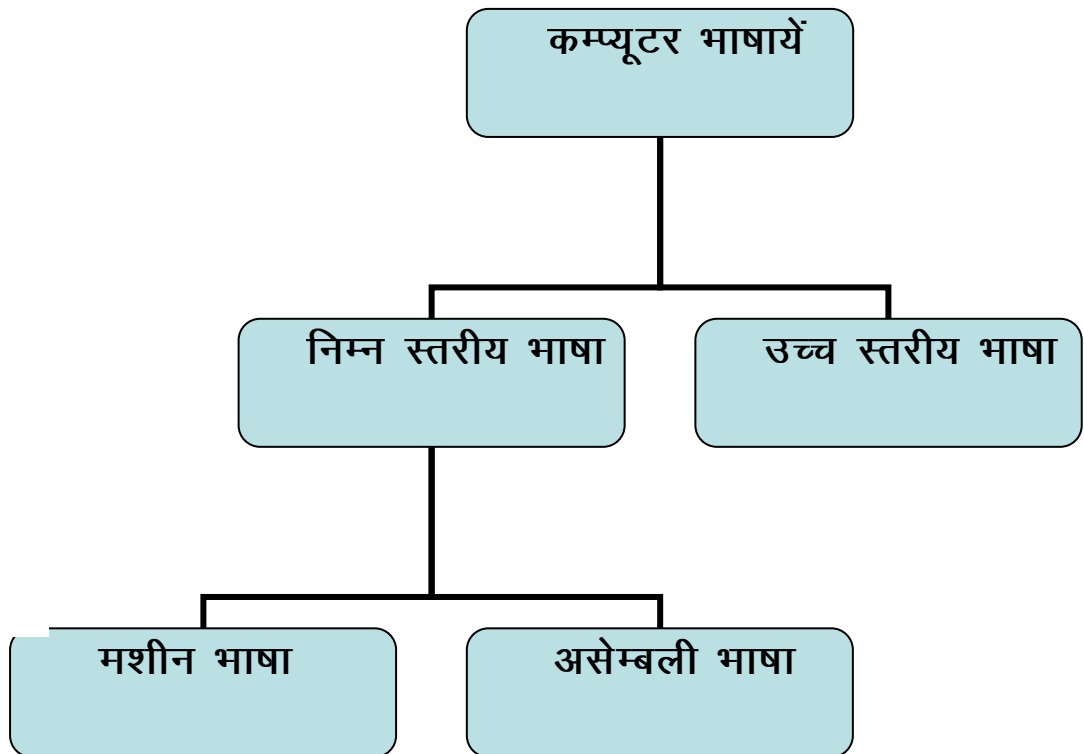 कम्प्यूटर भाषायें
निम्न स्तरीय भाषा
उच्च स्तरीय भाषा
मशीन भाषा
असेम्बली भाषा